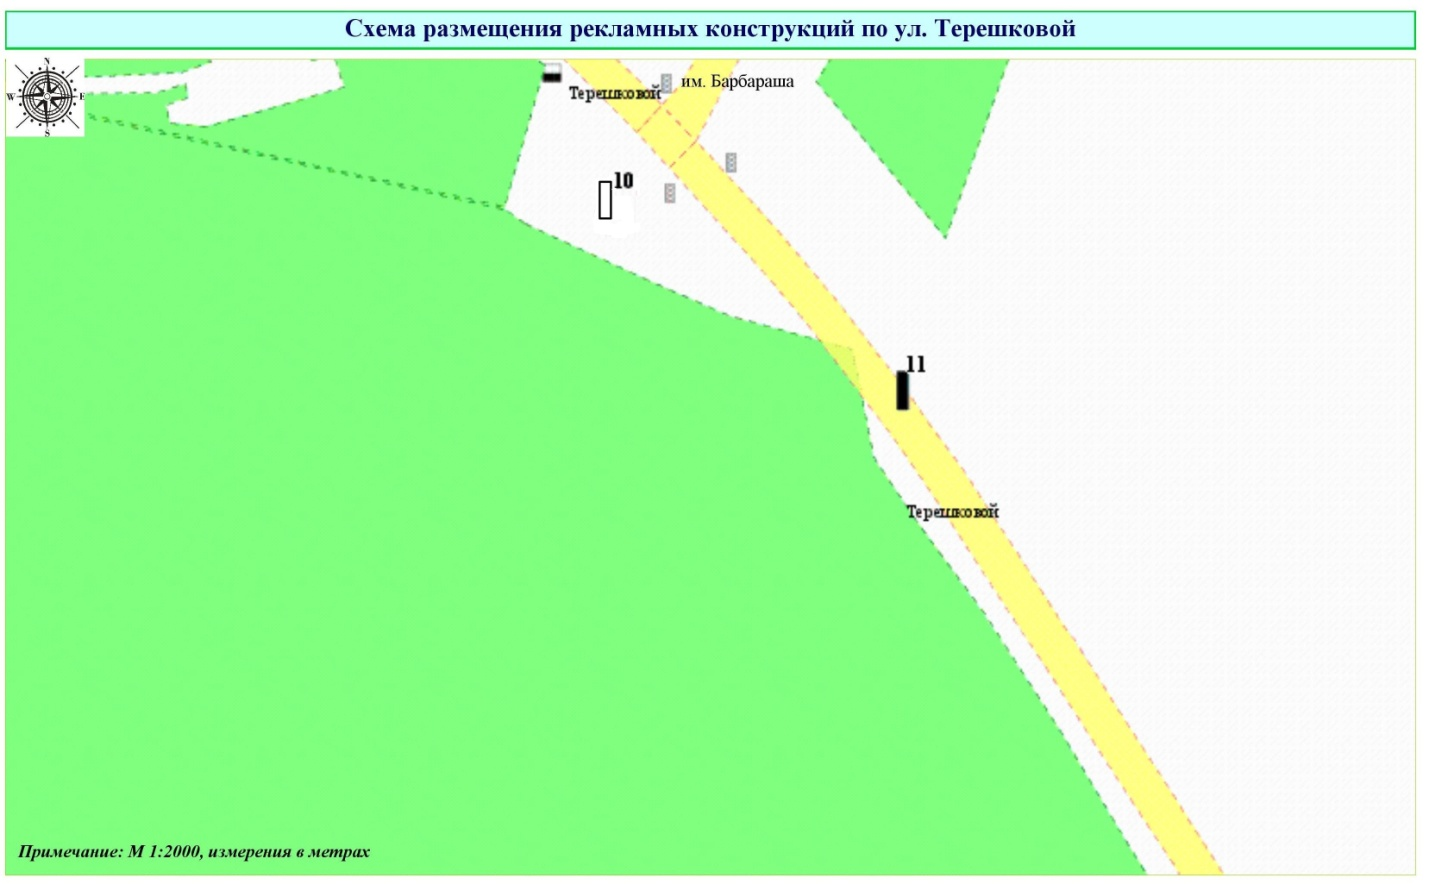 Схема размещения рекламных конструкций по ул. Терешковой
N
W E
S
Терешковой
им. Барбараша
10
11
Терешковой
Примечание: М 1:2000, измерения в метрах